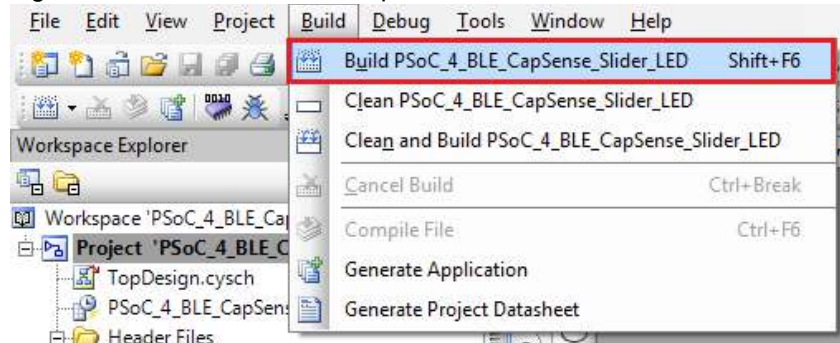 File Edit View Project Build Debug Tools Window Help
Build PSoC_4_BLE_CapSense_Slider_LED Shift+F6
Clean PSoC_4_BLE_CapSense_Slider_LED
Clean and Build PSoC_4_BLE_CapSense_Slider_LED
Workspace Explorer
Cancel Build Ctrl+Break
Workspace 'PSoC_4_BLE_Ca
Compile File Ctrl+F6
Project 'PSoC_4_BLE_C
Generate Application
TopDesign.cysch
PSoC_4_BLE_CapSens
Generate Project Datasheet
Header Files